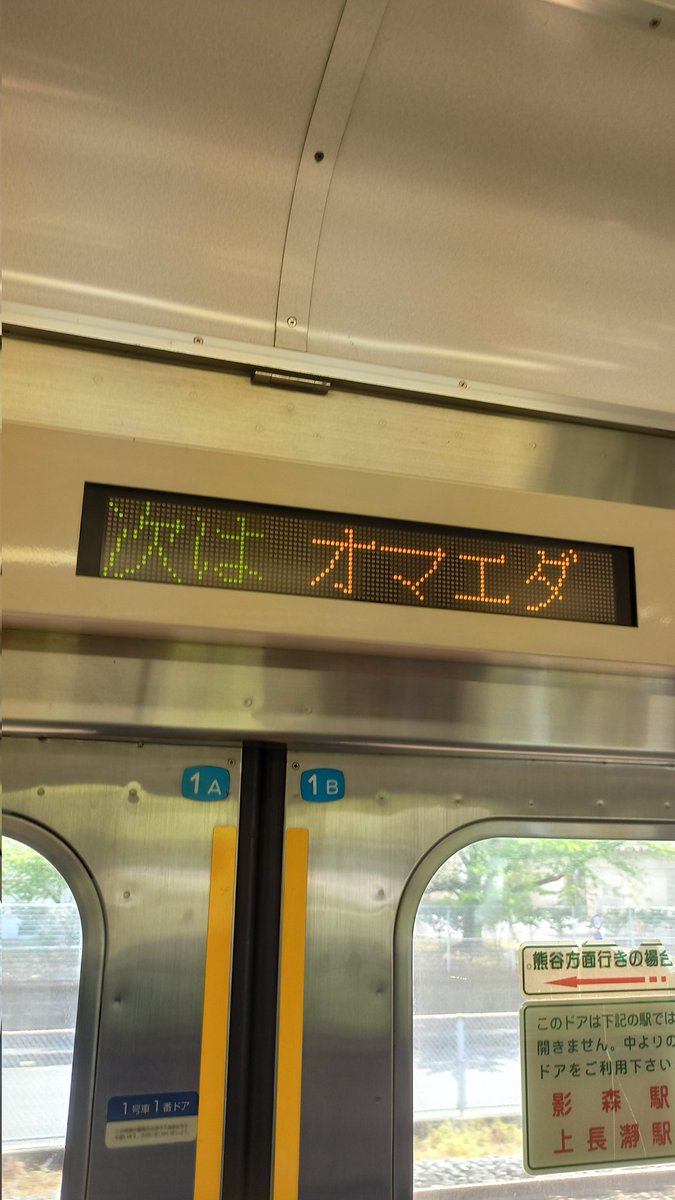 次は オマエダ
1A
1B
熊谷方面行きの場合
このドアは下記の駅では
開きません。中よりの
ドアをご利用下さい
影森駅
上長瀞駅
1号車1番ドア